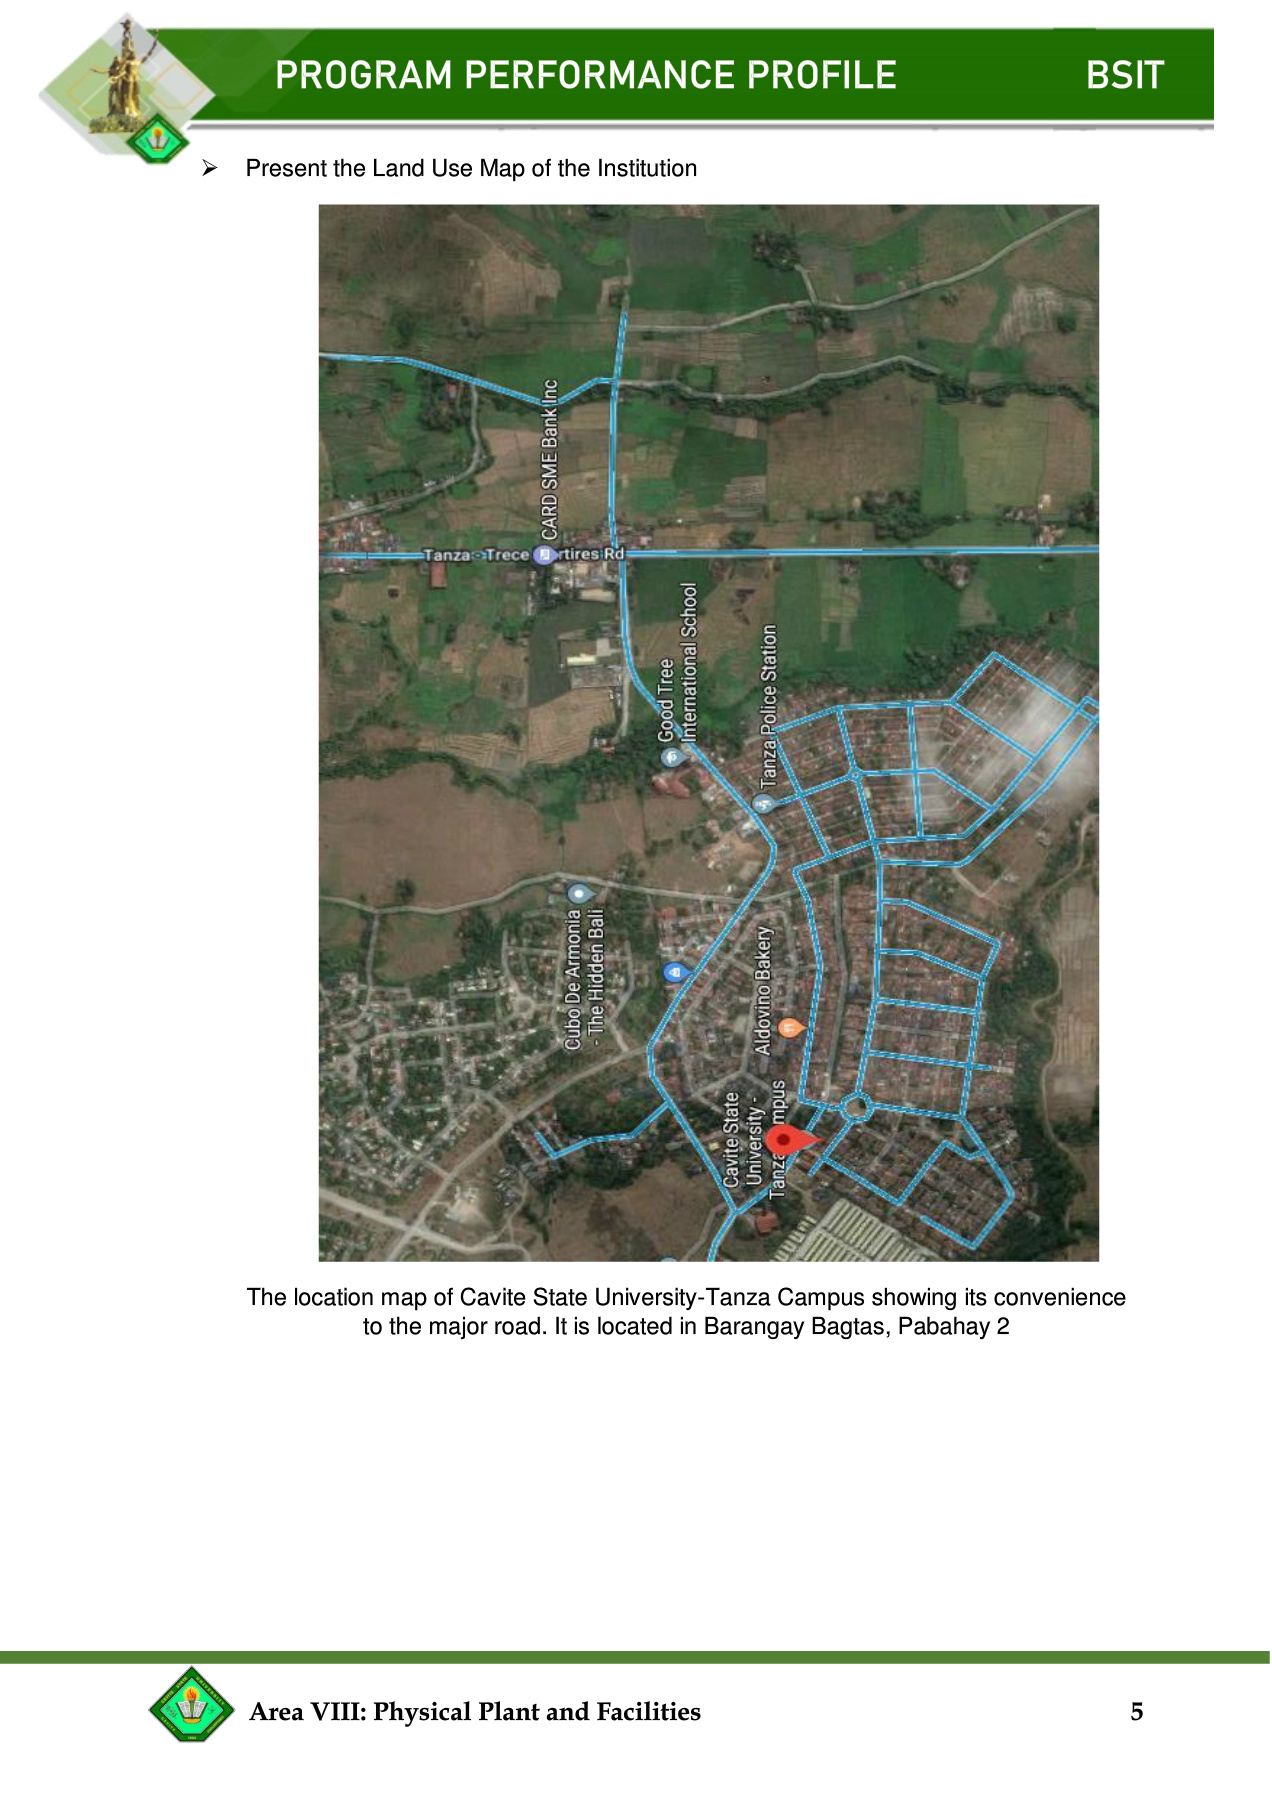 PROGRAM PERFORMANCE PROFILE BSIT
➢ Present the Land Use Map of the Institution
CARD SME Bank Inc
Tanza - Trece rtires Rd
Good Tree
International School
Tanza Police Station
Cubo De Armonia
- The Hidden Bali
Aldovino Bakery
Cavite State
University -
Tanza mpus
The location map of Cavite State University-Tanza Campus showing its convenience
to the major road. It is located in Barangay Bagtas, Pabahay 2
Area VIII: Physical Plant and Facilities 5